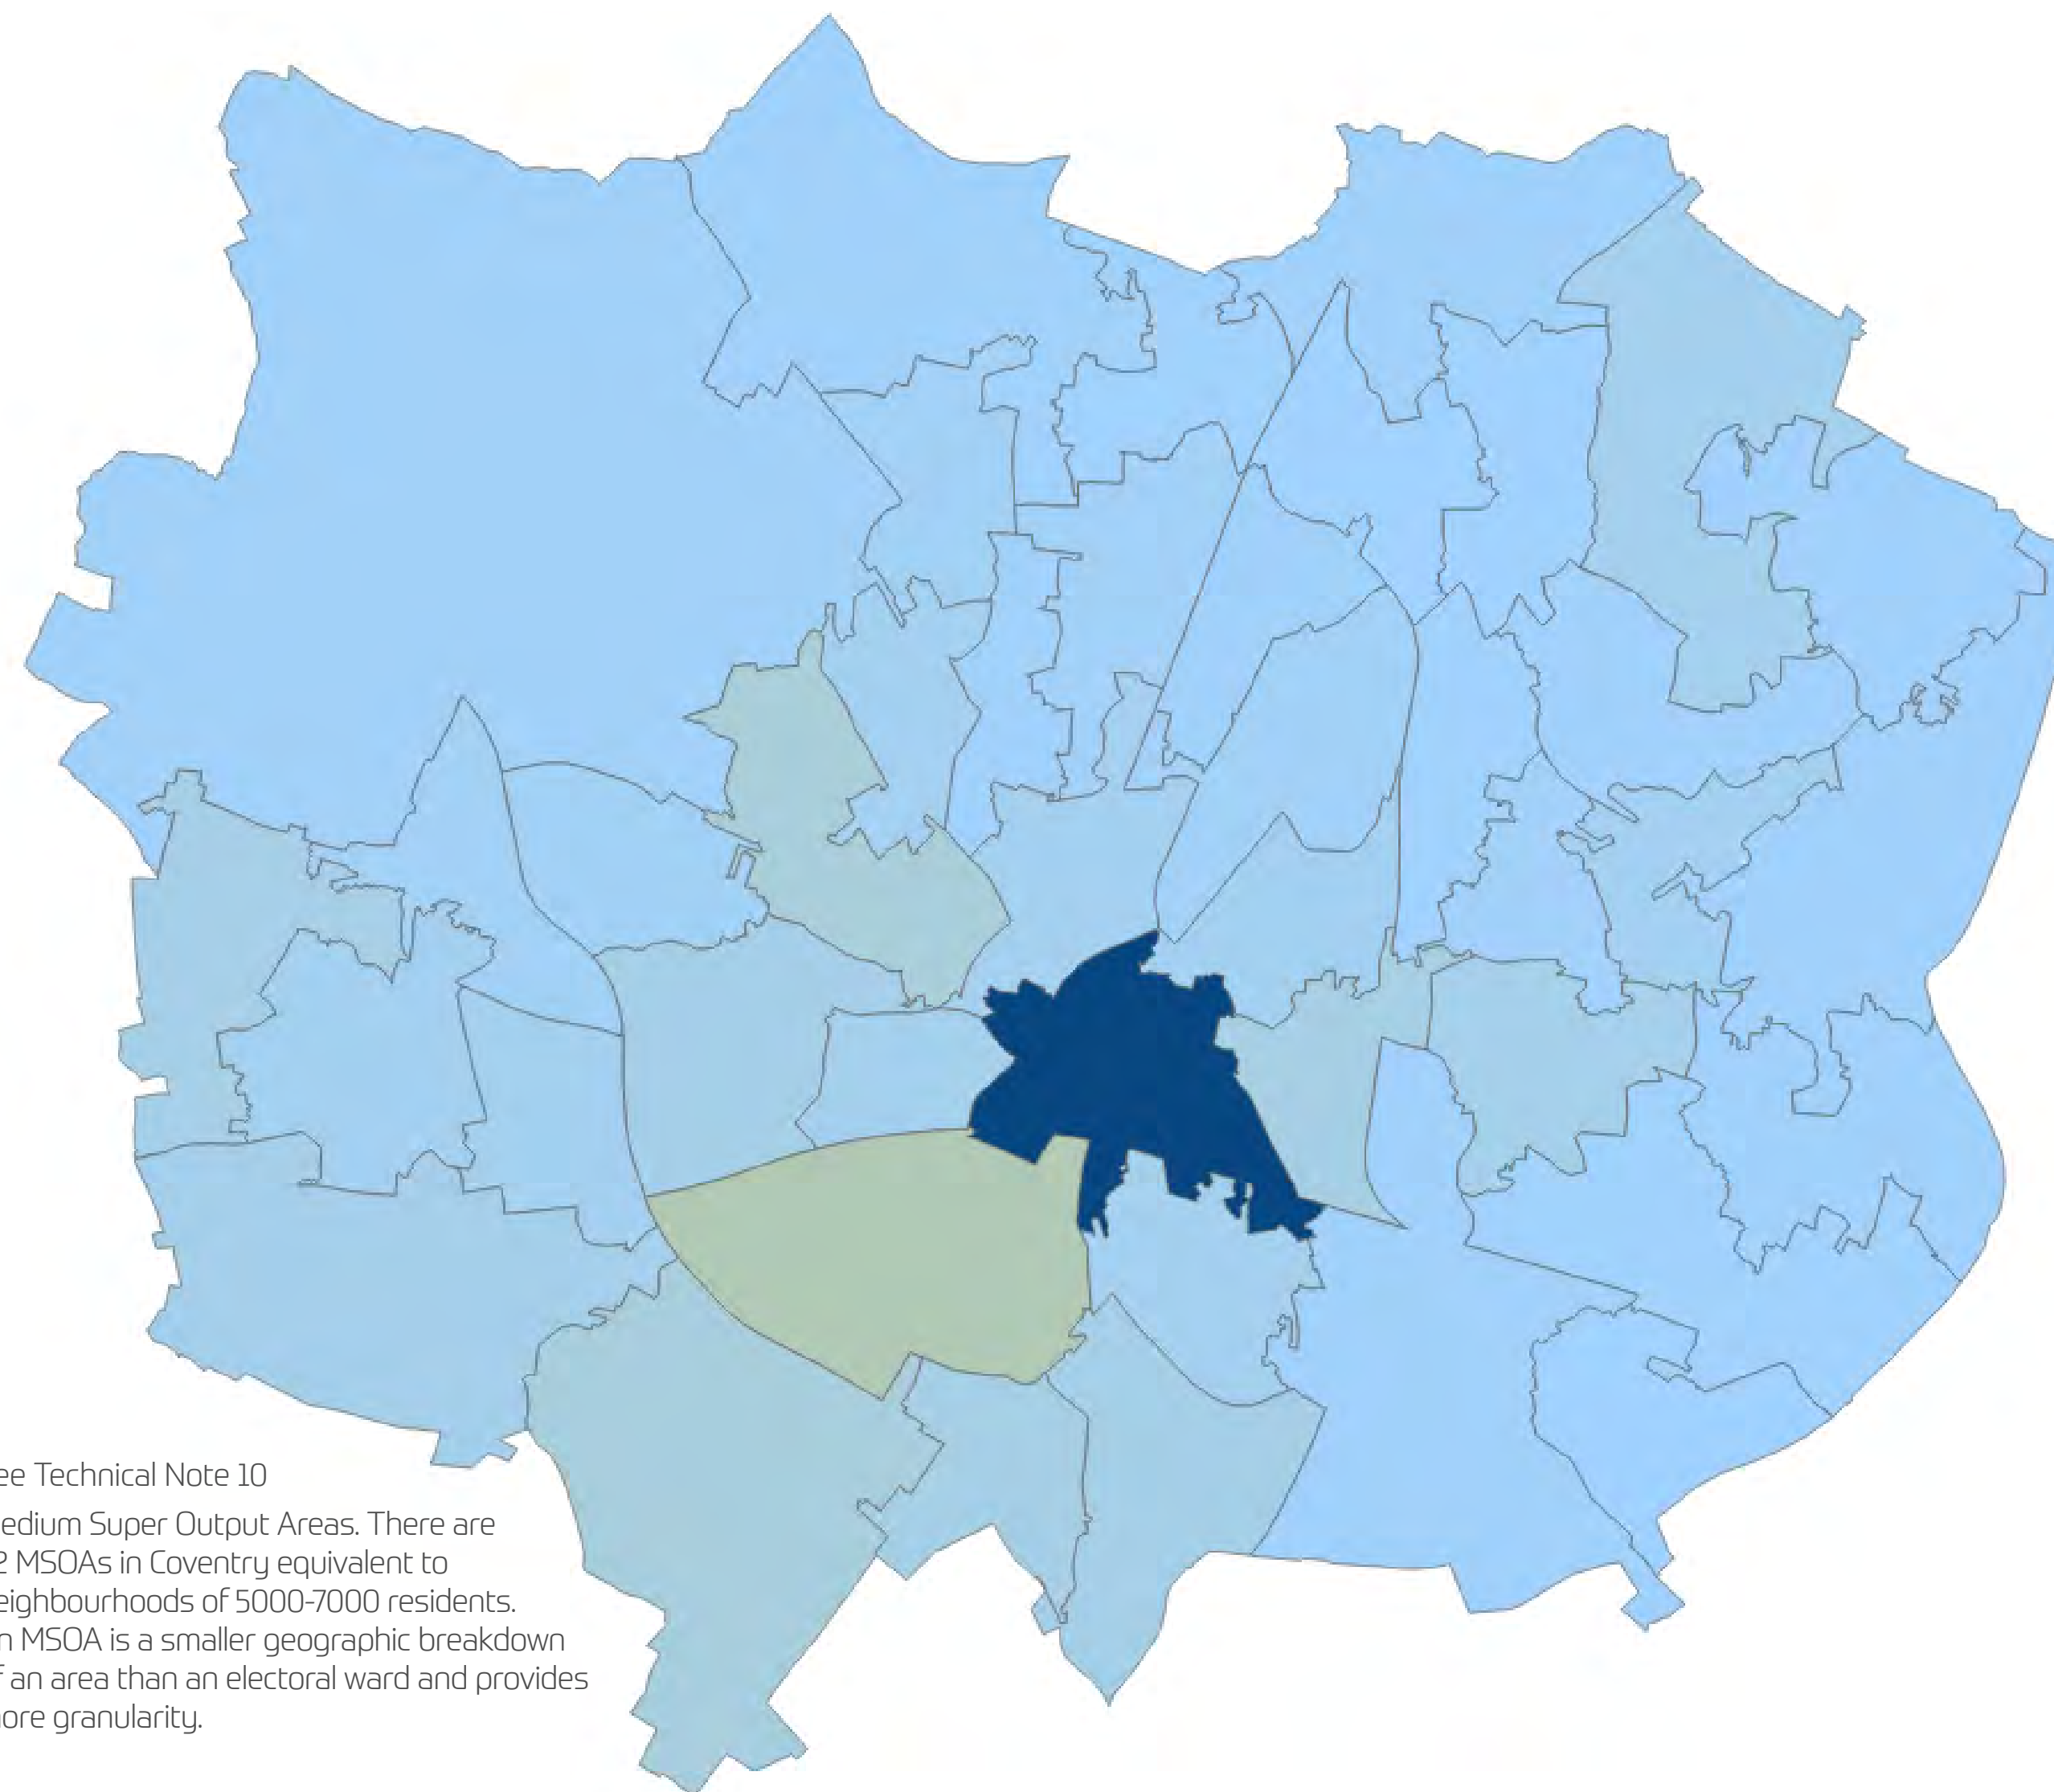 ee Technical Note 10
edium Super Output Areas. There are
2 MSOAs in Coventry equivalent to
eighbourhoods of 5000-7000 residents.
n MSOA is a smaller geographic breakdown
f an area than an electoral ward and provides
ore granularity.